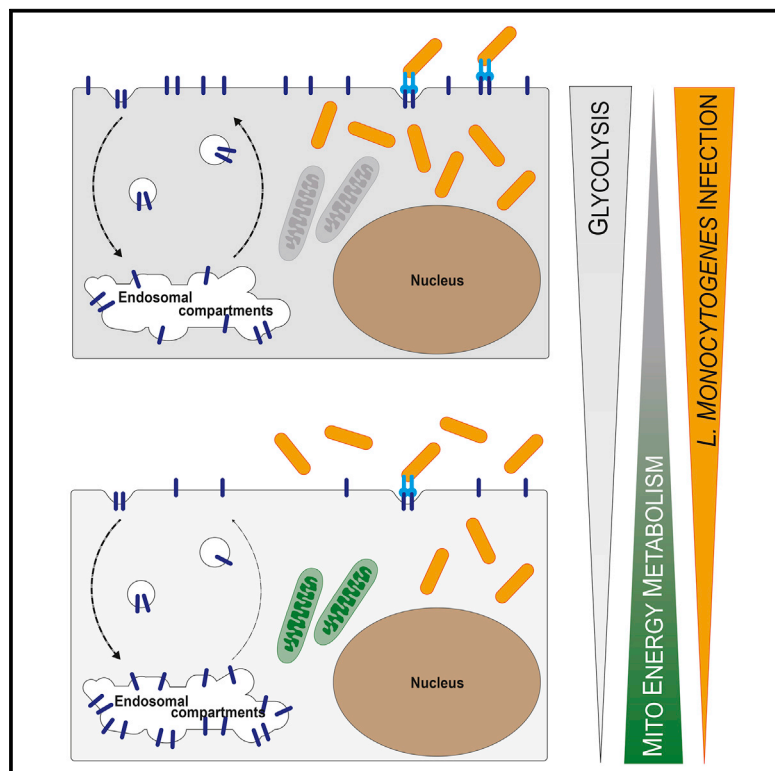 Endosomal
compartments
Nucleus
Endosomal
compartments
Nucleus
GLYCOLYSIS
MITO ENERGY METABOLISM
L. MONOCYTOGENES INFECTION